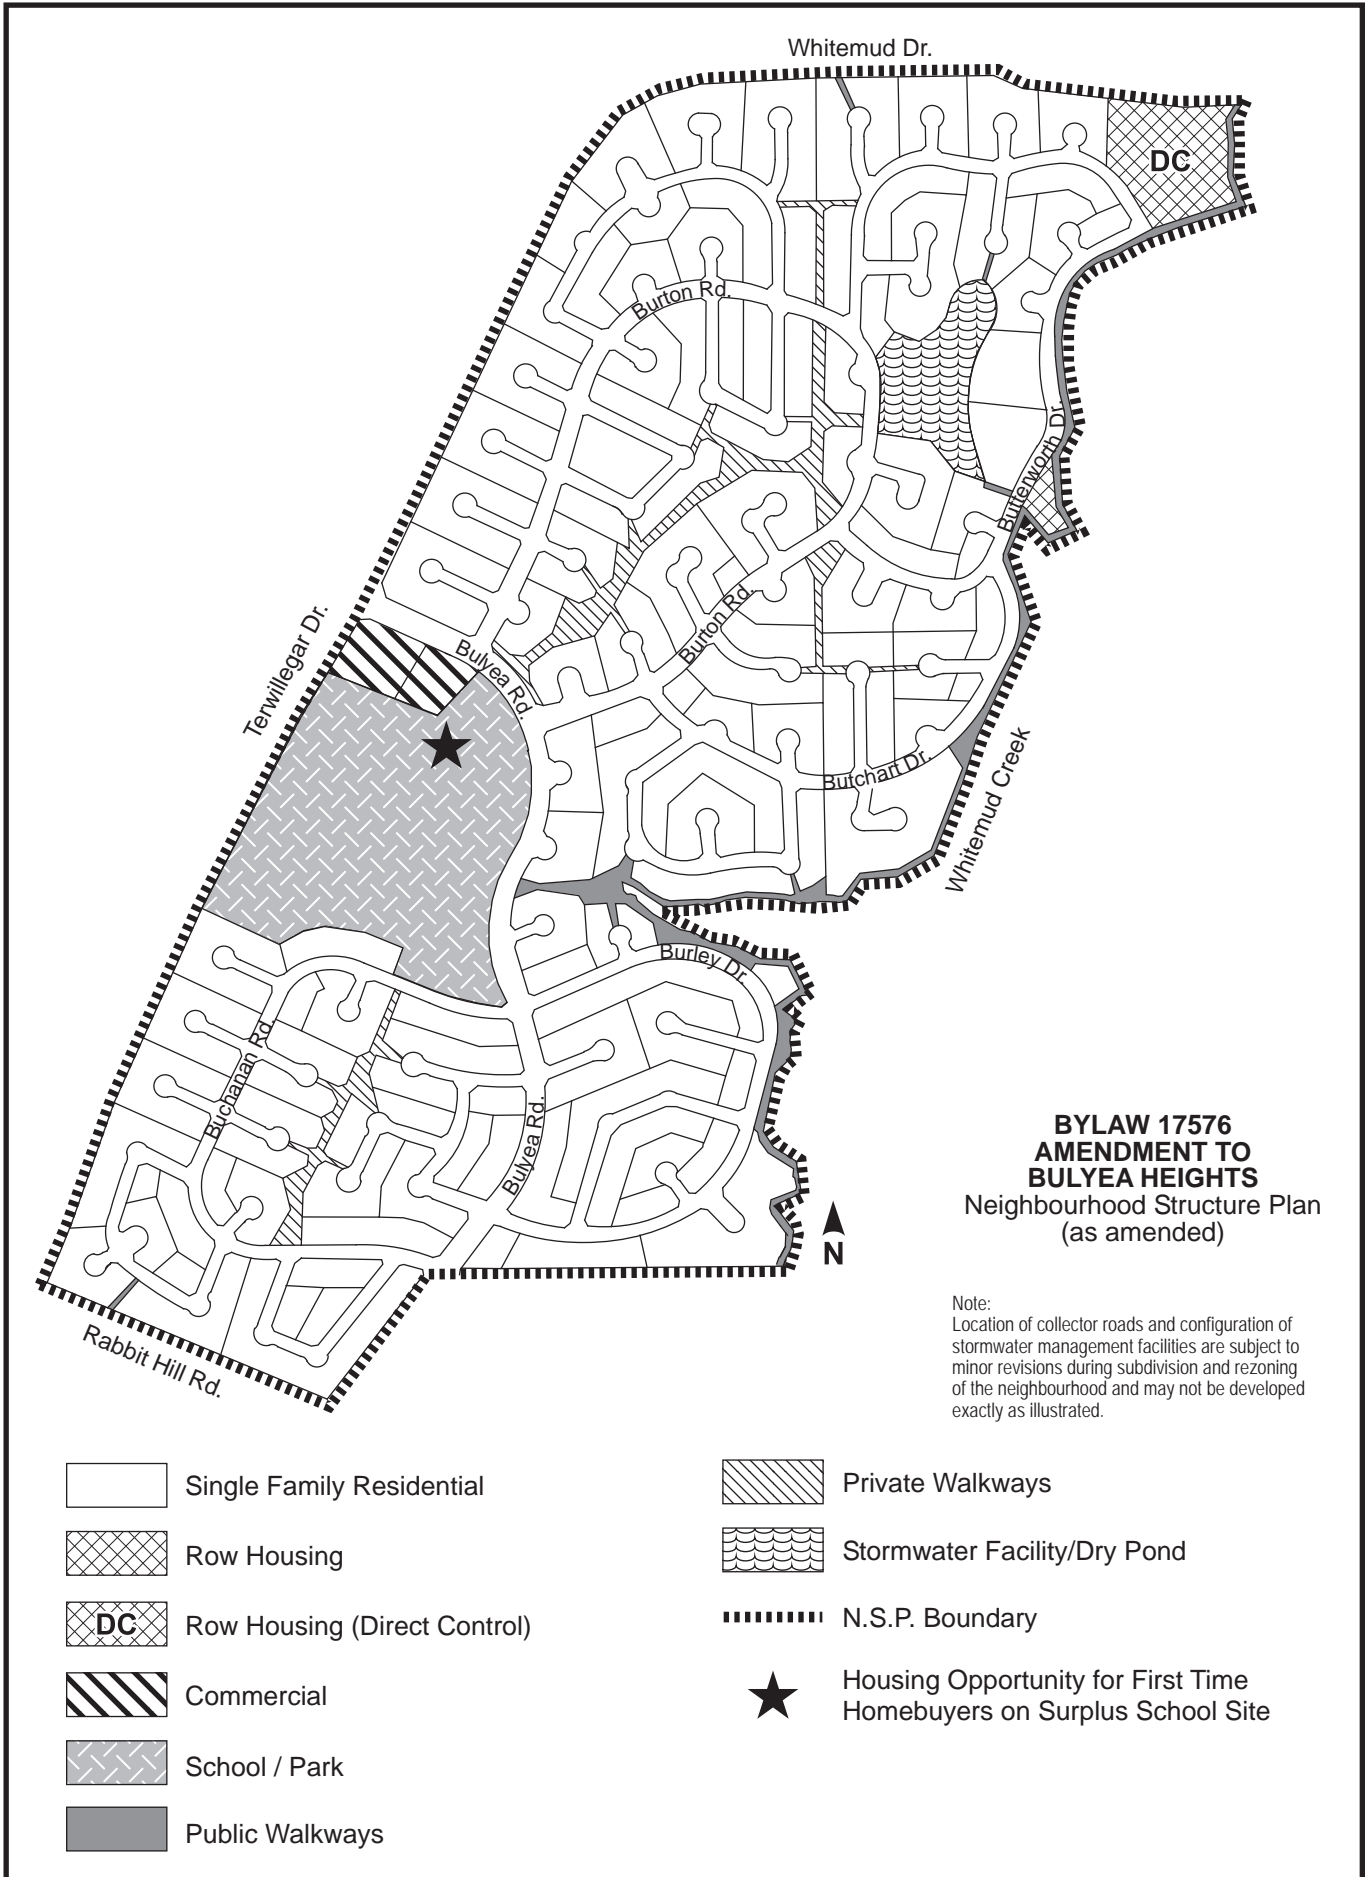 Whitemud Dr.
DC
Burton Rd.
Butterworth Dr.
Terwillegar Dr.
Burton Rd.
Bulyea Rd.
Butchart Dr.
Whitemud Creek
Burley Dr.
Buchanan Rd.
Bulyea Rd.
Rabbit Hill Rd.
N
BYLAW 17576
AMENDMENT TO
BULYEA HEIGHTS
Neighbourhood Structure Plan
(as amended)
Note:
Location of collector roads and configuration of
stormwater management facilities are subject to
minor revisions during subdivision and rezoning
of the neighbourhood and may not be developed
exactly as illustrated.
Single Family Residential
Row Housing
DC
Row Housing (Direct Control)
Commercial
School / Park
Public Walkways
Private Walkways
Stormwater Facility/Dry Pond
N.S.P. Boundary
Housing Opportunity for First Time
Homebuyers on Surplus School Site